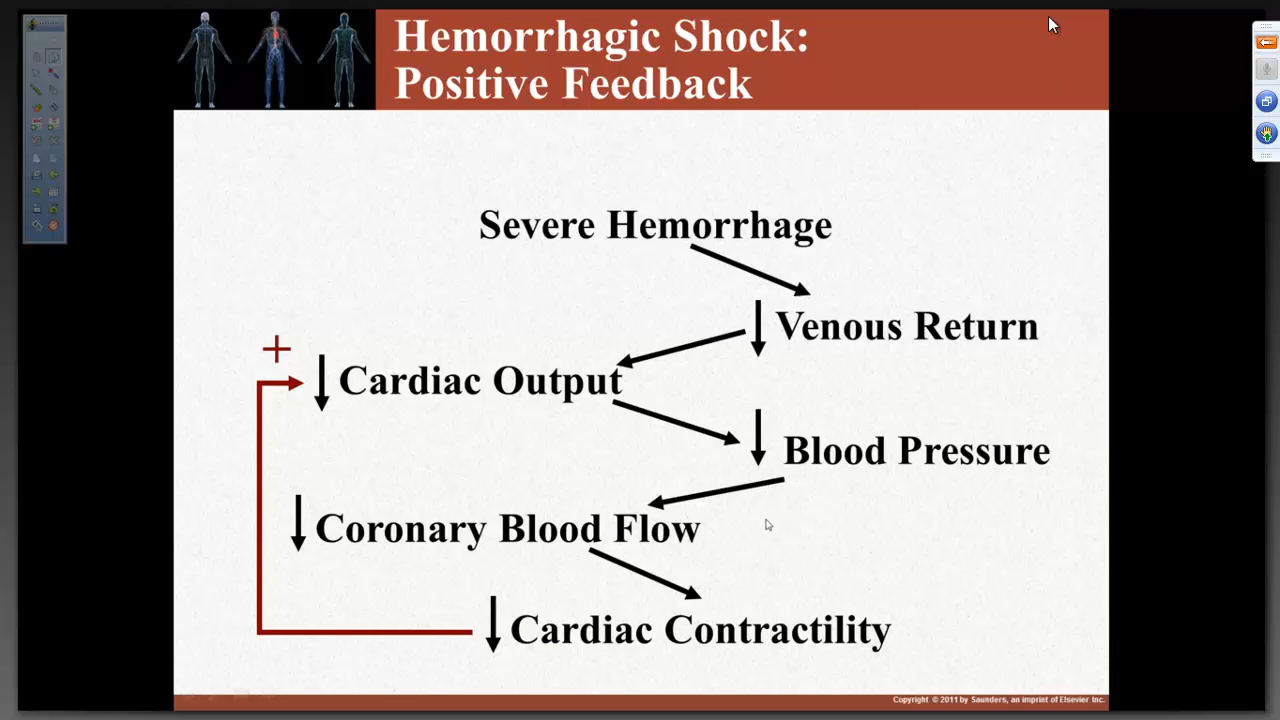 Hemorrhagic Shock:
Positive Feedback
Severe Hemorrhage
Venous Return
+
Cardiac Output
Blood Pressure
Coronary Blood Flow
Cardiac Contractility
Copyright © 2011 by Saunders, an imprint of Elsevier Inc.